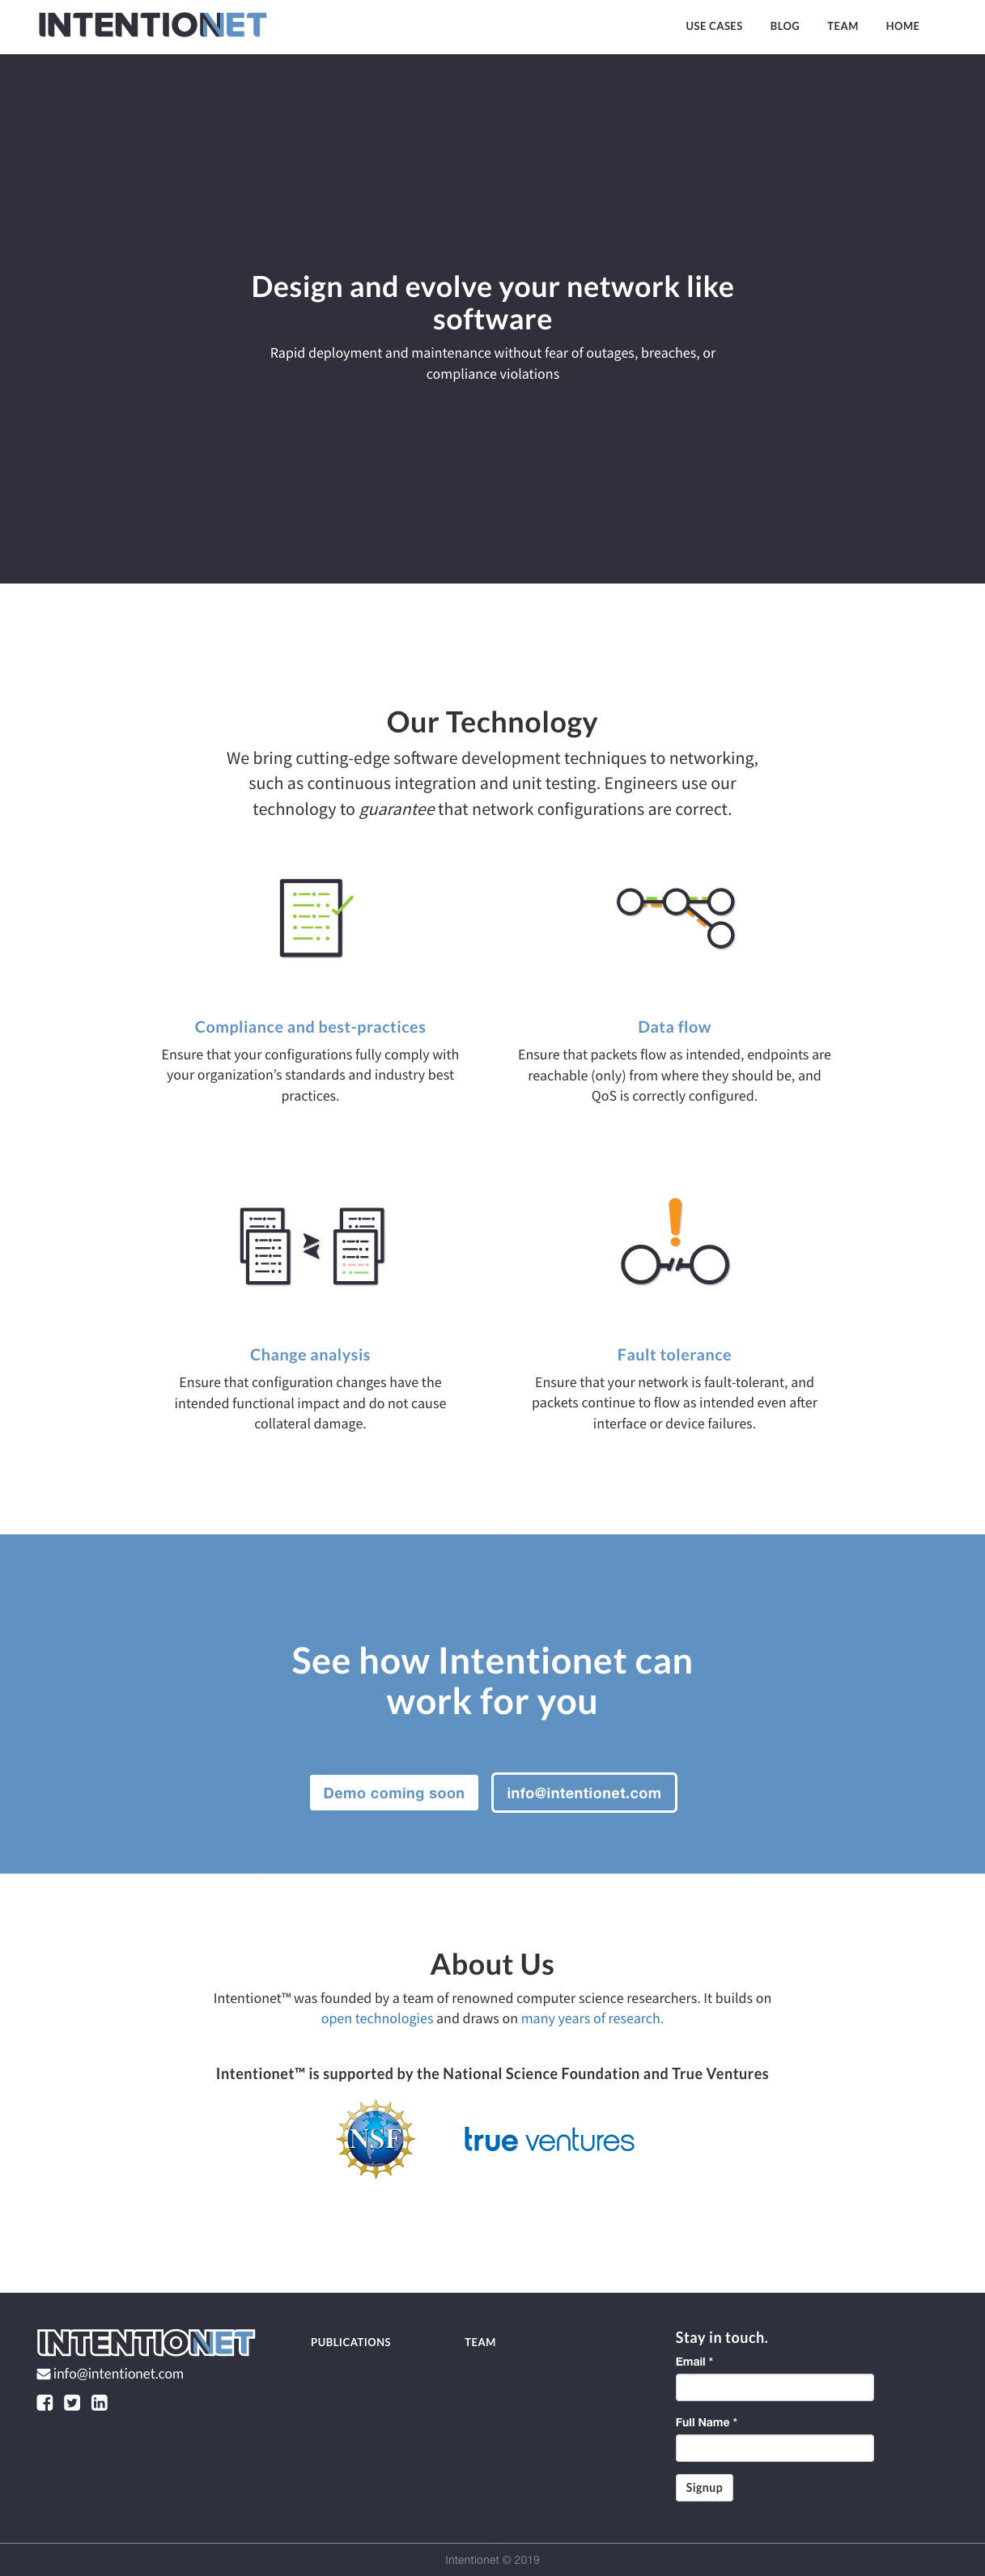 INTENTIONET
USE CASES
BLOG
TEAM
HOME
Design and evolve your network like
software
Rapid deployment and maintenance without fear of outages, breaches, or
compliance violations
Our Technology
We bring cutting-edge software development techniques to networking,
such as continuous integration and unit testing. Engineers use our
technology to guarantee that network configurations are correct.
Compliance and best-practices
Ensure that your configurations fully comply with
your organization’s standards and industry best
practices.
Data flow
Ensure that packets flow as intended, endpoints are
reachable (only) from where they should be, and
QoS is correctly configured.
Change analysis
Ensure that configuration changes have the
intended functional impact and do not cause
collateral damage.
Fault tolerance
Ensure that your network is fault-tolerant, and
packets continue to flow as intended even after
interface or device failures.
See how Intentionet can
work for you
Demo coming soon
info@intentionet.com
About Us
Intentionet™ was founded by a team of renowned computer science researchers. It builds on
open technologies and draws on many years of research.
Intentionet™ is supported by the National Science Foundation and True Ventures
NSF
true ventures
INTENTIONET
info@intentionet.com
PUBLICATIONS
TEAM
Stay in touch.
Email *
Full Name *
Signup
Intentionet © 2019